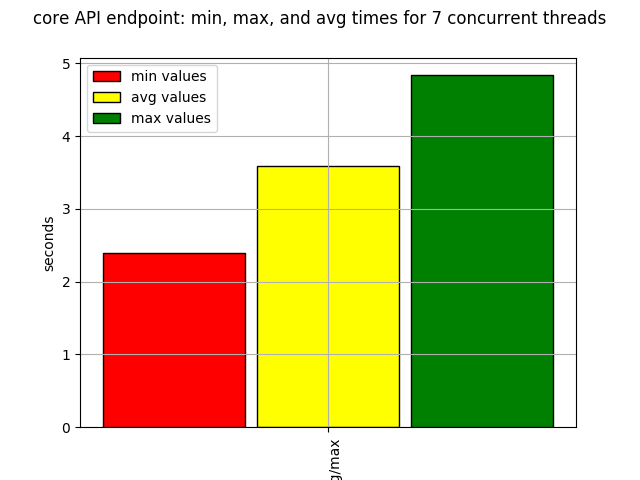 core API endpoint: min, max, and avg times for 7 concurrent threads
min values
avg values
max values
5
4
3
2
1
0
seconds
g/max